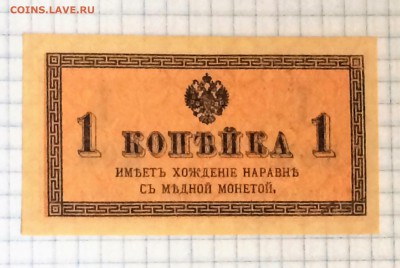 COINS.LAVE.RU
1 КОПѢЙКА 1
ИМѢЕТЪ ХОЖДЕНІЕ НАРАВНѢ
СЪ МѢДНОЙ МОНЕТОЙ.